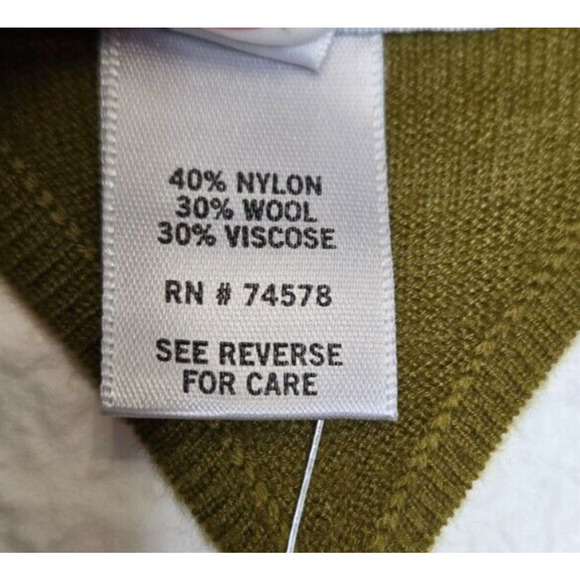 40% NYLON
30% WOOL
30% VISCOSE
RN # 74578
SEE REVERSE
FOR CARE